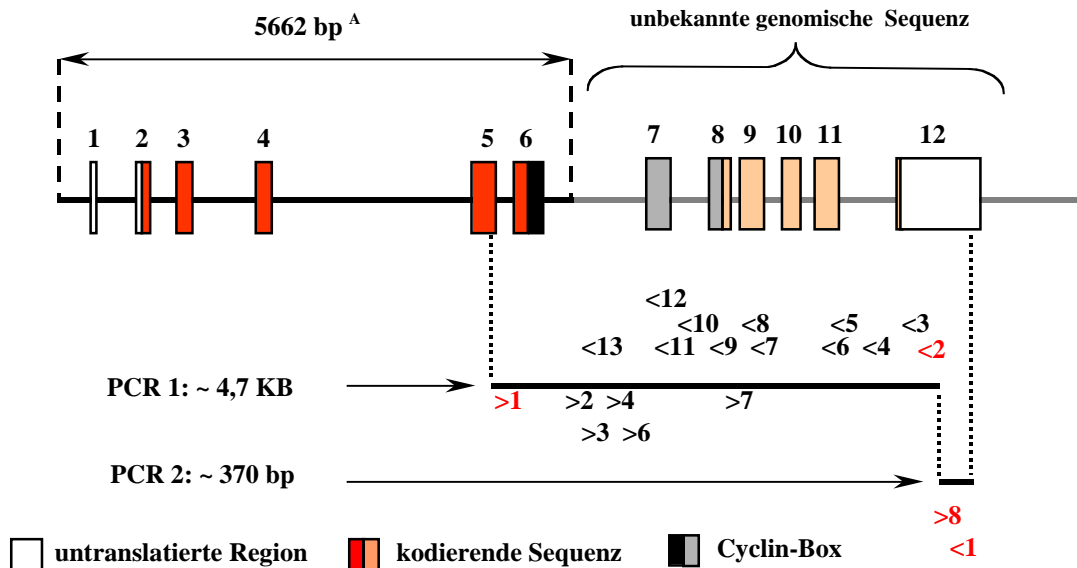 5662 bp A
unbekannte genomische Sequenz
1 2 3 4 5 6 7 8 9 10 11 12
<12
<10 <8 <5 <3
<13 <11 <9 <7 <6 <4 <2
PCR 1: ~ 4,7 KB
>1 >2 >4 >7
>3 >6
PCR 2: ~ 370 bp
>8
<1
untranslatierte Region kodierende Sequenz Cyclin-Box